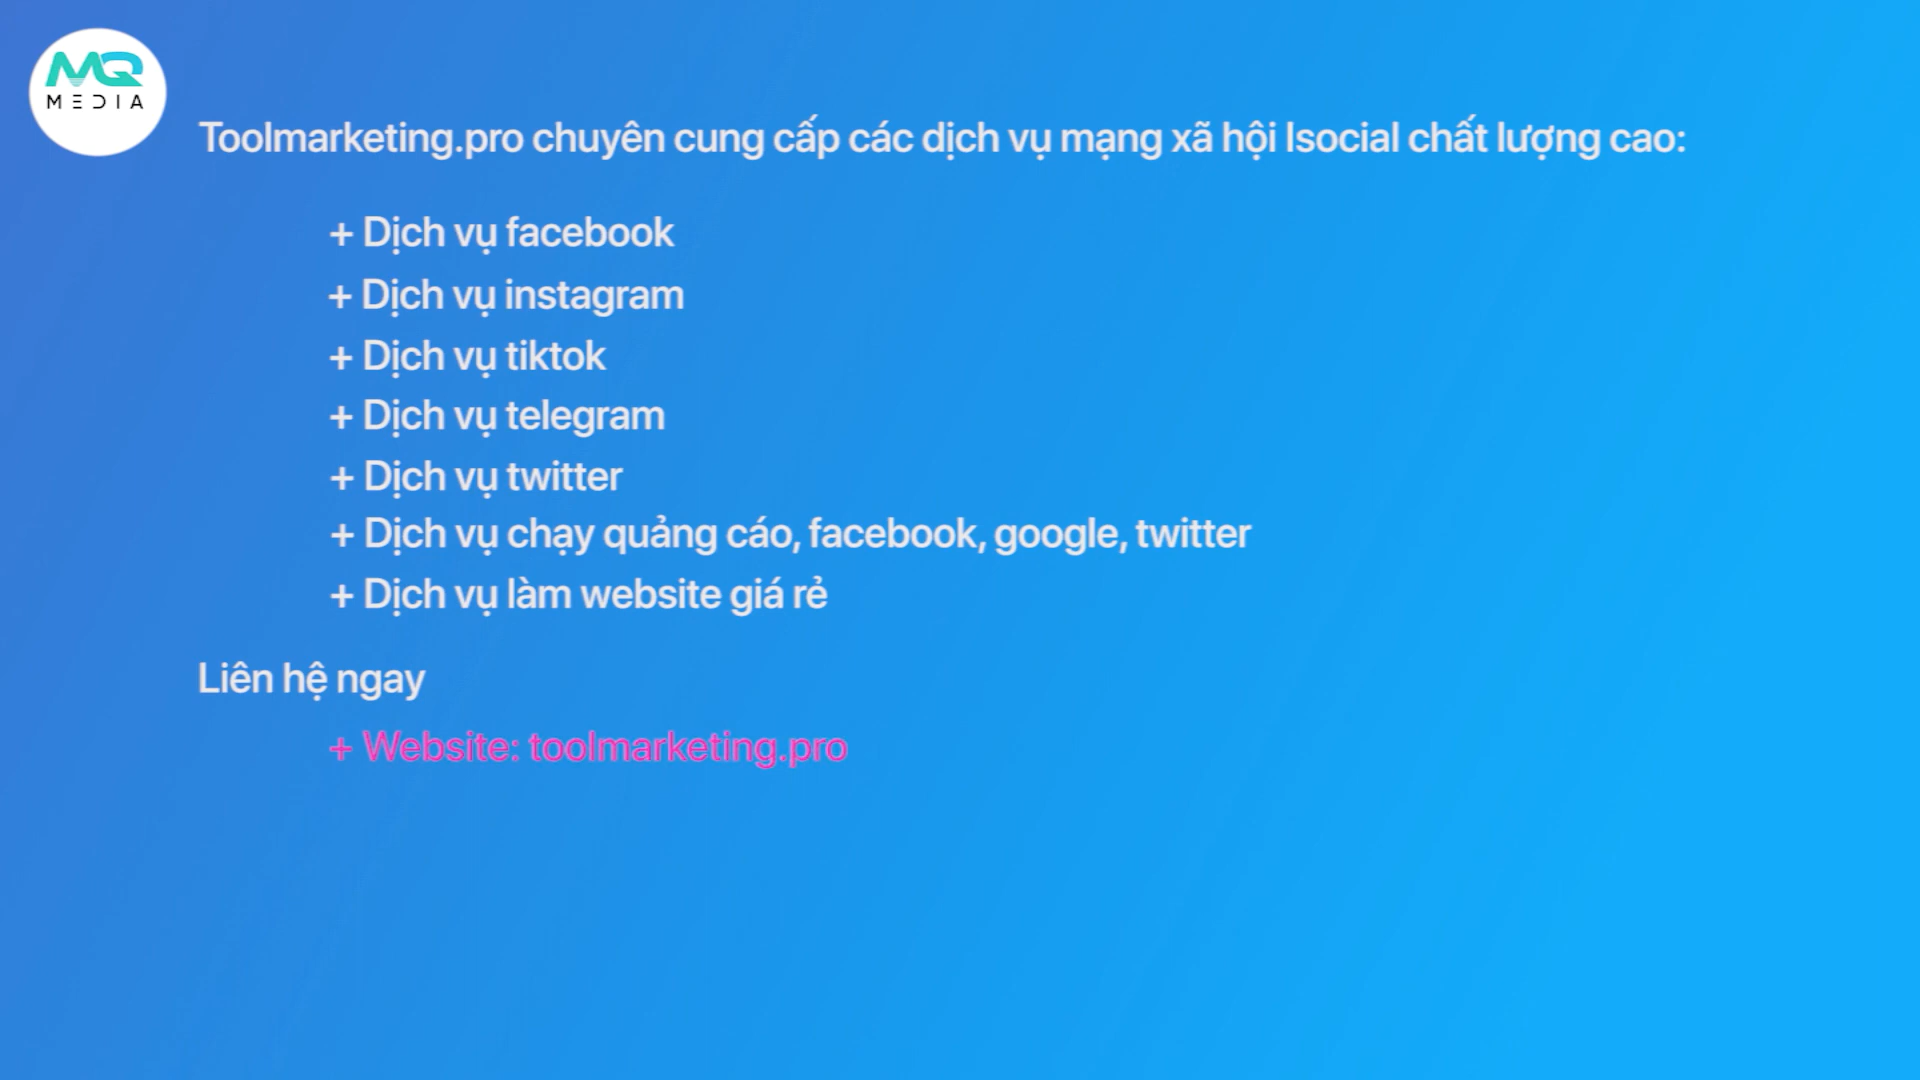 MQ
MEDIA
Toolmarketing.pro chuyên cung cấp các dịch vụ mạng xã hội Isocial chất lượng cao:
+ Dịch vụ facebook
+ Dịch vụ instagram
+ Dịch vụ tiktok
+ Dịch vụ telegram
+ Dịch vụ twitter
+ Dịch vụ chạy quảng cáo, facebook, google, twitter
+ Dịch vụ làm website giá rẻ
Liên hệ ngay
+ Website: toolmarketing.pro